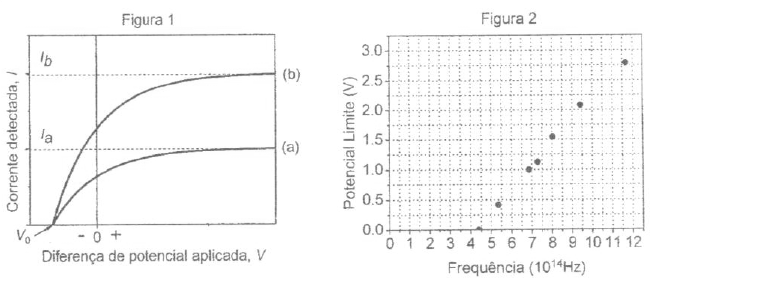 Figura 1
I_b
(b)
I_a
(a)
Corrente detectada, I
V_0
- 0 +
Diferença de potencial aplicada, V
Figura 2
3.0
2.5
2.0
1.5
1.0
0.5
0.0
Potencial Limite (V)
0 1 2 3 4 5 6 7 8 9 10 11 12
Frequência (10^14Hz)